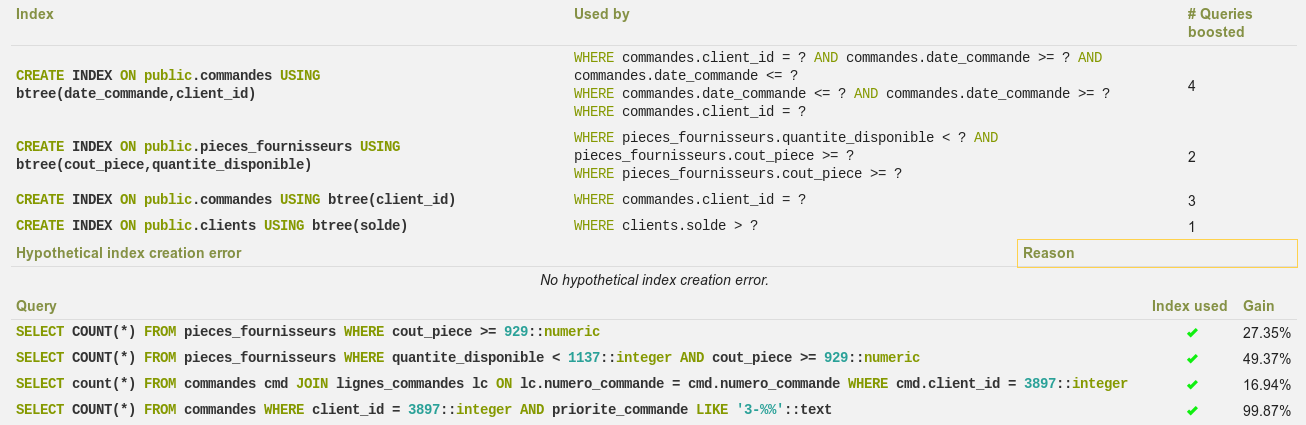 Index Used by # Queries boosted
CREATE INDEX ON public.commandes USING
btree(date_commande,client_id)
WHERE commandes.client_id = ? AND commandes.date_commande >= ? AND
commandes.date_commande <= ?
WHERE commandes.date_commande <= ? AND commandes.date_commande >= ?
WHERE commandes.client_id = ?
4
CREATE INDEX ON public.pieces_fournisseurs USING
btree(cout_piece,quantite_disponible)
WHERE pieces_fournisseurs.quantite_disponible < ? AND
pieces_fournisseurs.cout_piece >= ?
WHERE pieces_fournisseurs.cout_piece >= ?
2
CREATE INDEX ON public.commandes USING btree(client_id) WHERE commandes.client_id = ? 3
CREATE INDEX ON public.clients USING btree(solde) WHERE clients.solde > ? 1
Hypothetical index creation error Reason
No hypothetical index creation error.
Query Index used Gain
SELECT COUNT(*) FROM pieces_fournisseurs WHERE cout_piece >= 929::numeric 27.35%
SELECT COUNT(*) FROM pieces_fournisseurs WHERE quantite_disponible < 1137::integer AND cout_piece >= 929::numeric 49.37%
SELECT count(*) FROM commandes cmd JOIN lignes_commandes lc ON lc.numero_commande = cmd.numero_commande WHERE cmd.client_id = 3897::integer 16.94%
SELECT COUNT(*) FROM commandes WHERE client_id = 3897::integer AND priorite_commande LIKE '3-%%'::text 99.87%